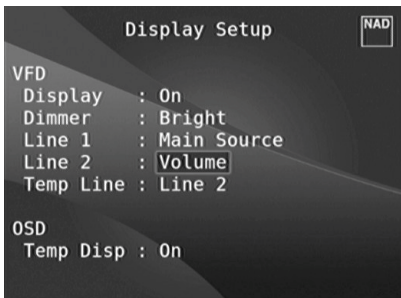 Display Setup
NAD
VFD
Display : On
Dimmer : Bright
Line 1 : Main Source
Line 2 : Volume
Temp Line : Line 2
OSD
Temp Disp : On